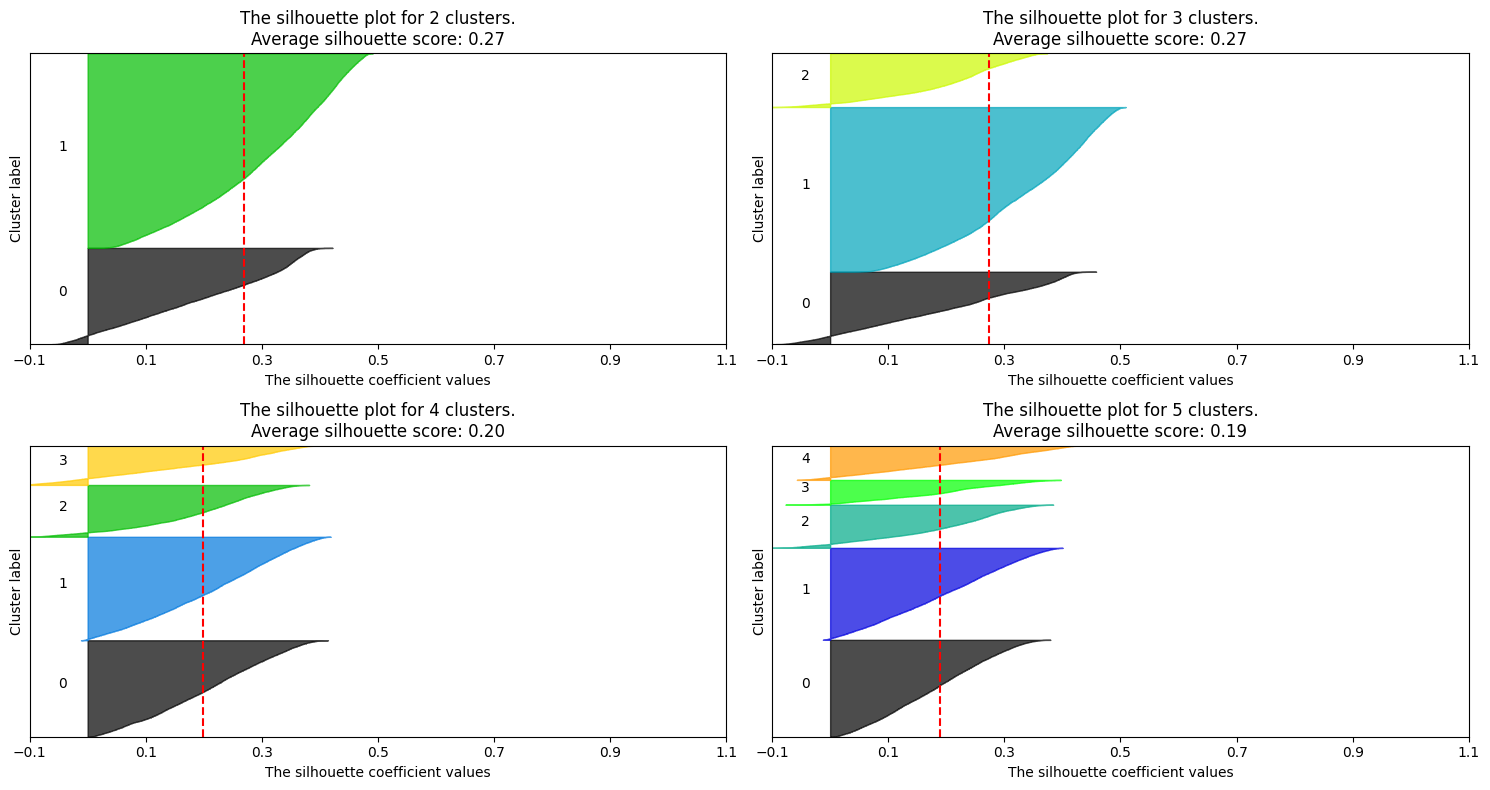 The silhouette plot for 2 clusters.
Average silhouette score: 0.27
1
0
Cluster label
−0.1 0.1 0.3 0.5 0.7 0.9 1.1
The silhouette coefficient values
The silhouette plot for 3 clusters.
Average silhouette score: 0.27
2
1
0
Cluster label
−0.1 0.1 0.3 0.5 0.7 0.9 1.1
The silhouette coefficient values
The silhouette plot for 4 clusters.
Average silhouette score: 0.20
3
2
1
0
Cluster label
−0.1 0.1 0.3 0.5 0.7 0.9 1.1
The silhouette coefficient values
The silhouette plot for 5 clusters.
Average silhouette score: 0.19
4
3
2
1
0
Cluster label
−0.1 0.1 0.3 0.5 0.7 0.9 1.1
The silhouette coefficient values